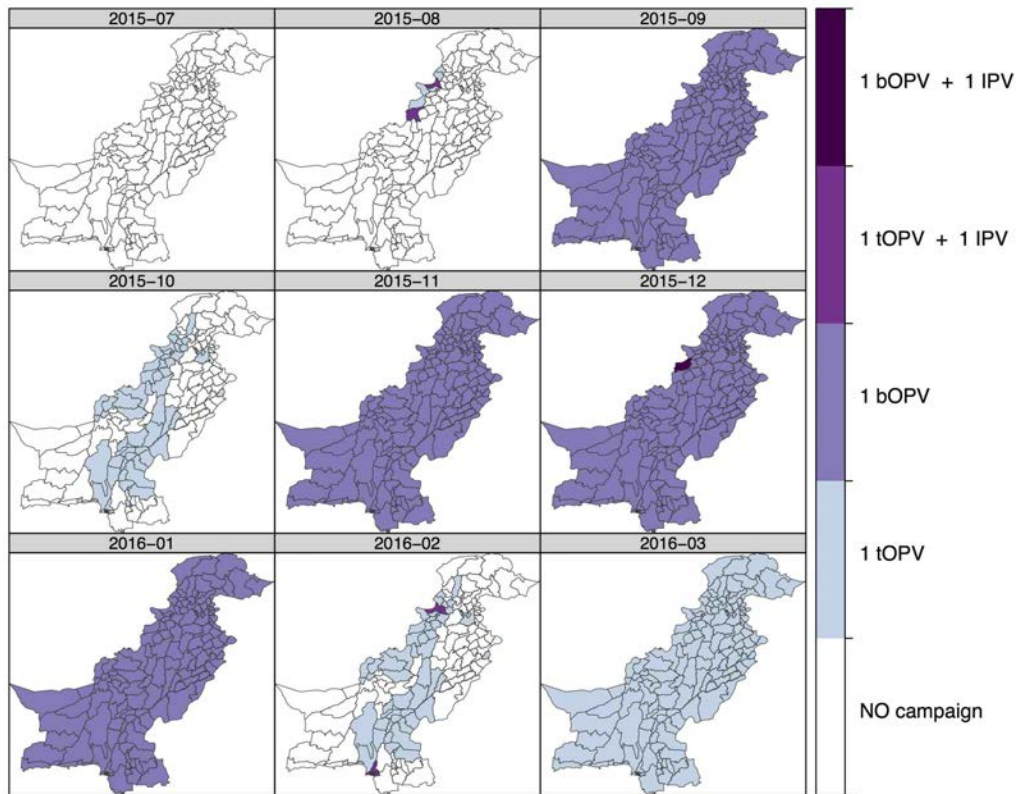 2015-07
2015-08
2015-09
2015-10
2015-11
2015-12
2016-01
2016-02
2016-03
1 bOPV + 1 IPV
1 tOPV + 1 IPV
1 bOPV
1 tOPV
NO campaign